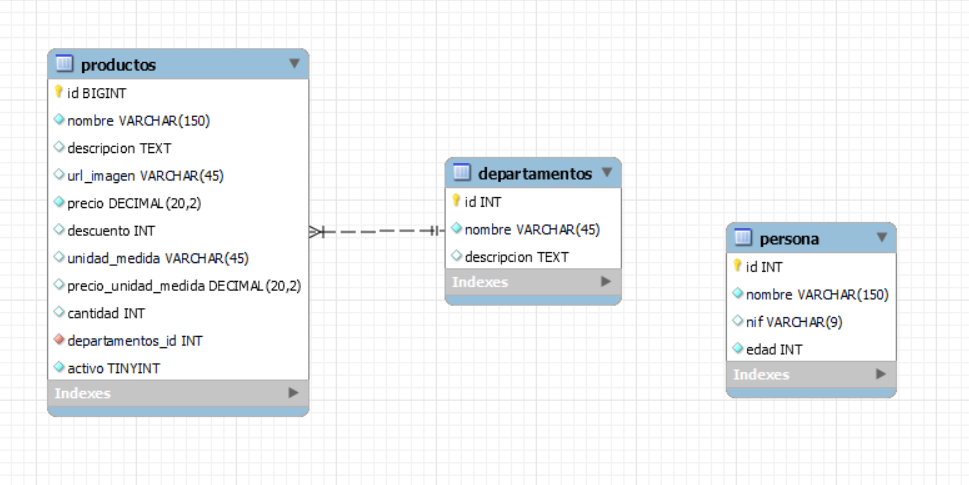 productos
id BIGINT
nombre VARCHAR(150)
descripcion TEXT
url_imagen VARCHAR(45)
precio DECIMAL(20,2)
descuento INT
unidad_medida VARCHAR(45)
precio_unidad_medida DECIMAL(20,2)
cantidad INT
departamentos_id INT
activo TINYINT
Indexes
departamentos
id INT
nombre VARCHAR(45)
descripcion TEXT
Indexes
persona
id INT
nombre VARCHAR(150)
nif VARCHAR(9)
edad INT
Indexes